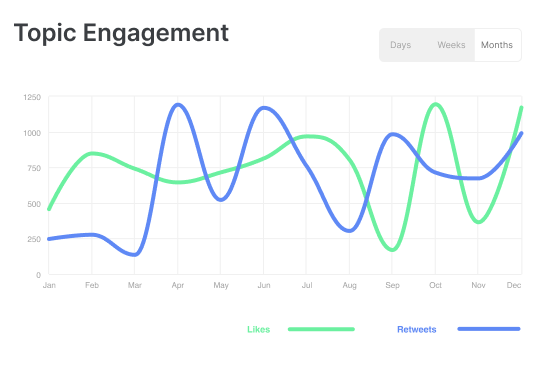 Topic Engagement
Days Weeks Months
1250
1000
750
500
250
0
Jan Feb Mar Apr May Jun Jul Aug Sep Oct Nov Dec
Likes Retweets